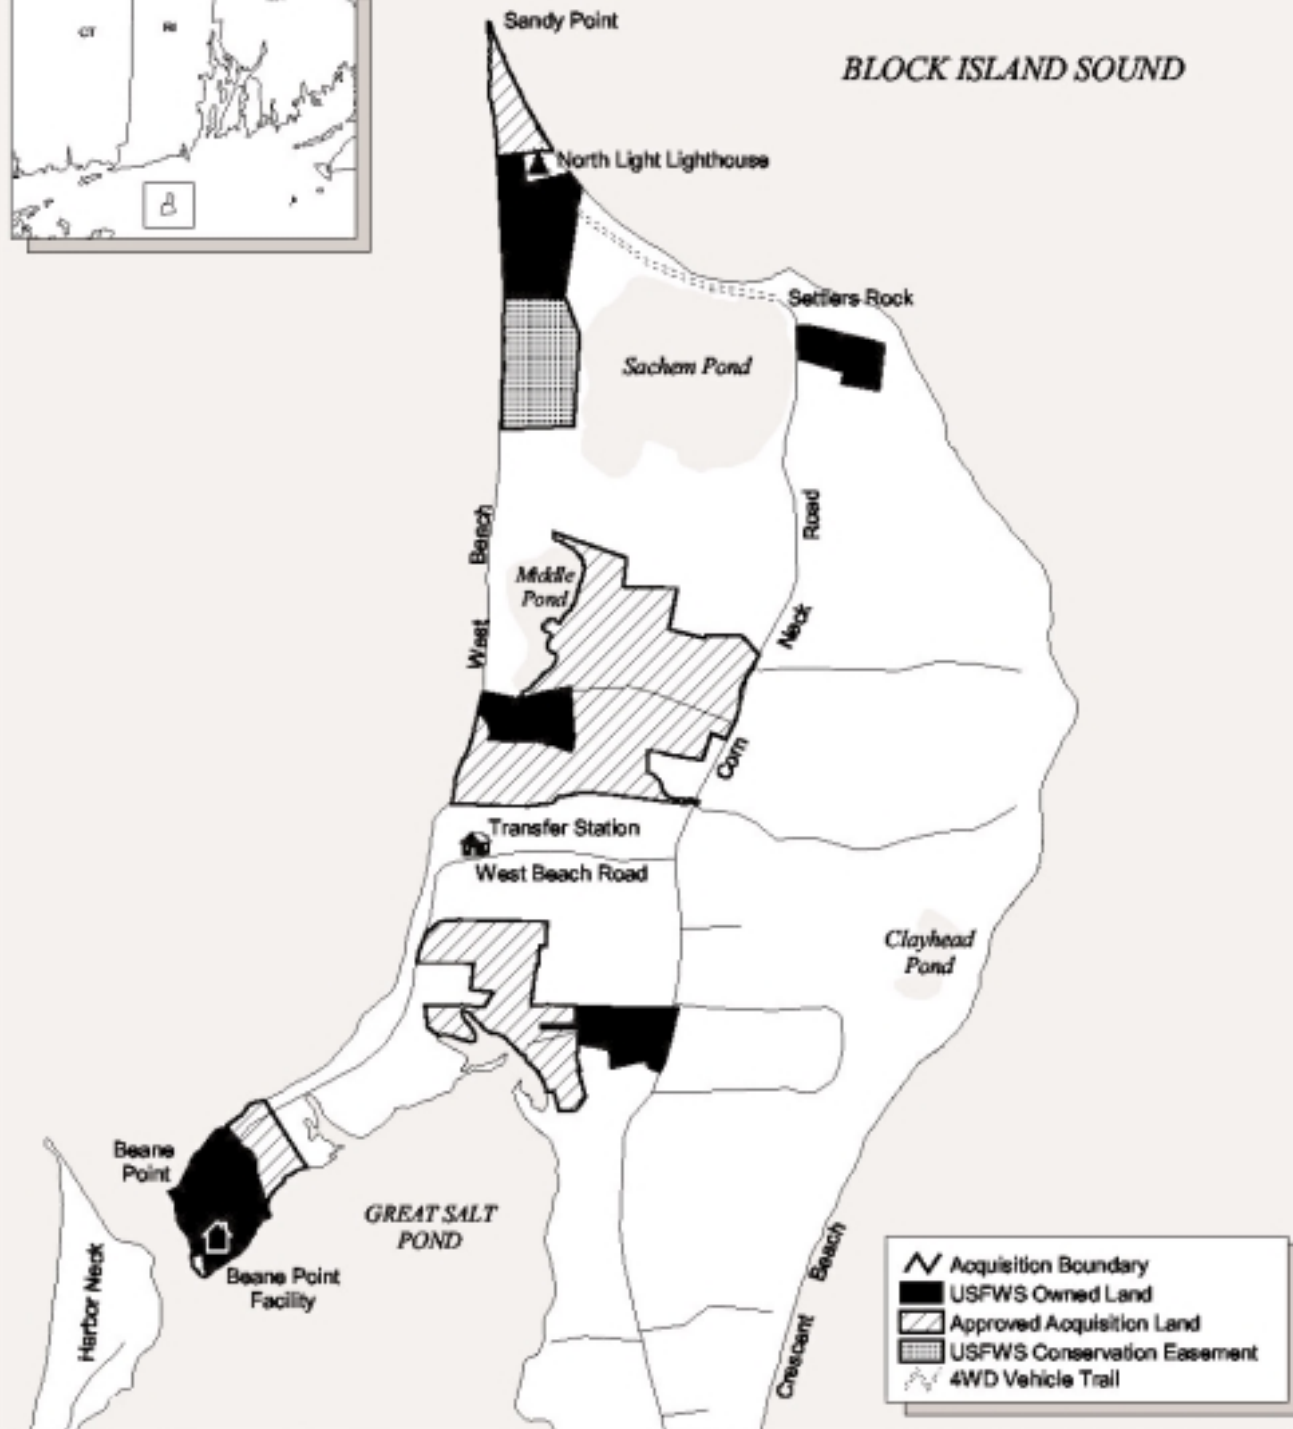 CT
RI
Sandy Point
BLOCK ISLAND SOUND
North Light Lighthouse
Settlers Rock
Sachem Pond
West Beach
Middle
Pond
Corn Neck Road
Transfer Station
West Beach Road
Clayhead
Pond
Beane
Point
GREAT SALT
POND
Beane Point
Facility
Harbor Neck
Crescent Beach
Acquisition Boundary
USFWS Owned Land
Approved Acquisition Land
USFWS Conservation Easement
4WD Vehicle Trail